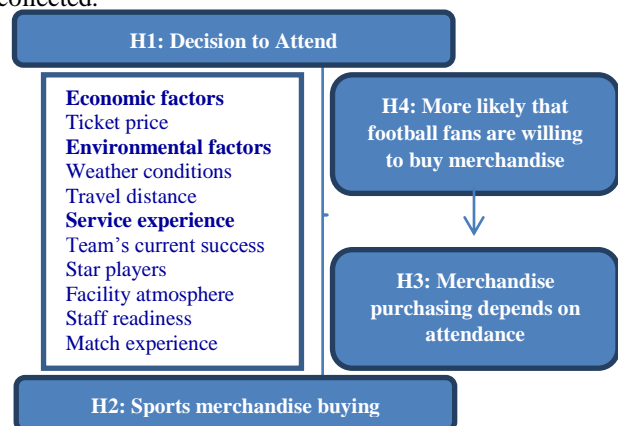 collected.
H1: Decision to Attend
Economic factors
Ticket price
Environmental factors
Weather conditions
Travel distance
Service experience
Team's current success
Star players
Facility atmosphere
Staff readiness
Match experience
H4: More likely that
football fans are willing
to buy merchandise
H3: Merchandise
purchasing depends on
attendance
H2: Sports merchandise buying